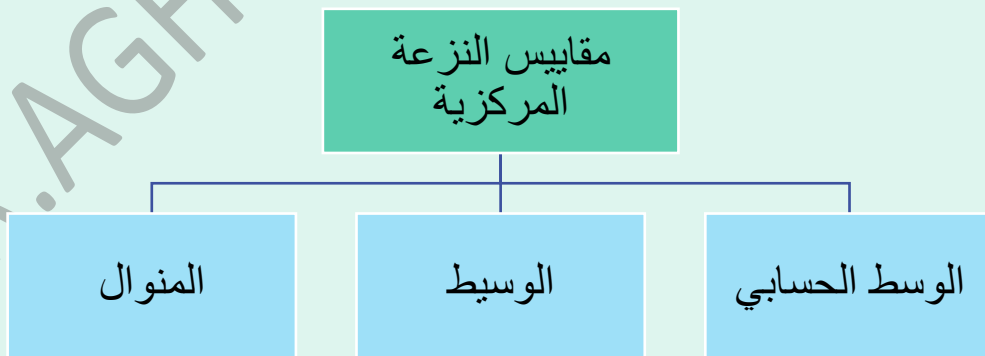 مقاييس النزعة
المركزية
الوسط الحسابي
الوسيط
المنوال